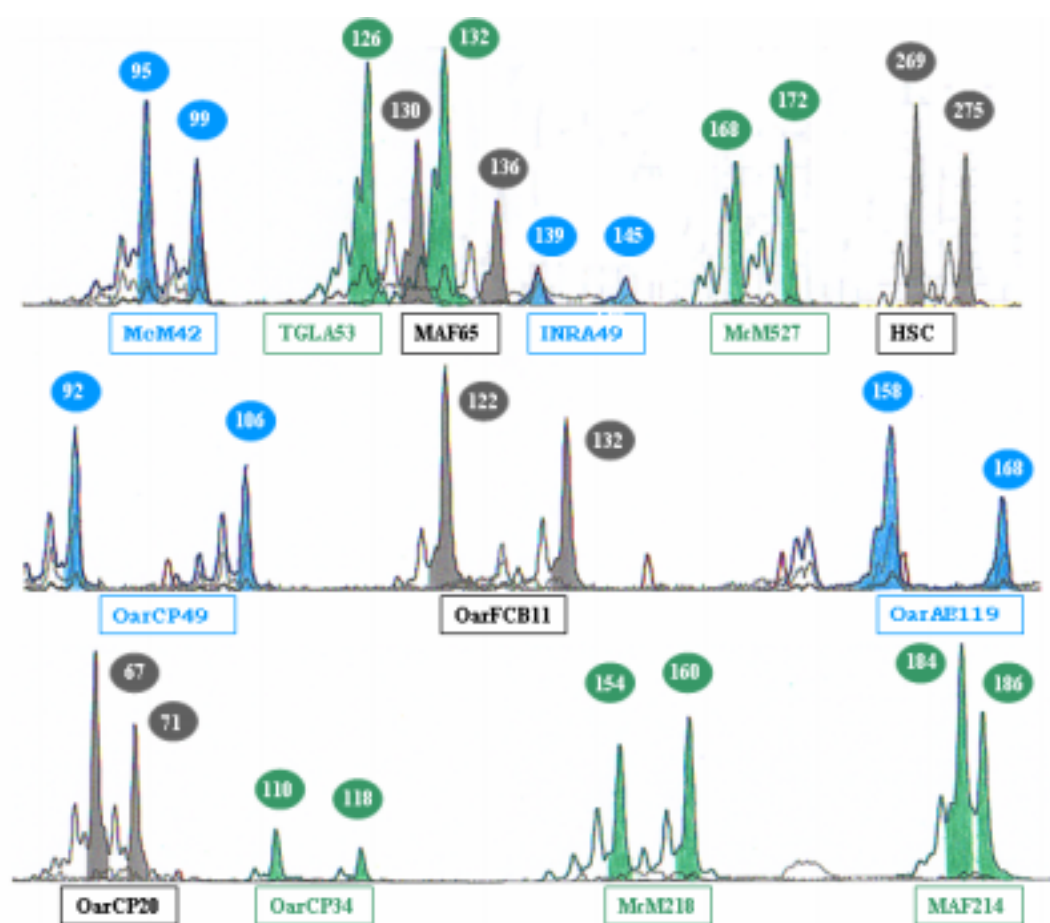 95 99 126 130 132 136 139 145 168 172 269 275
McM42 TGLA53 MAF65 INRA49 McM527 HSC
92 106 122 132 158 168
OarCP49 OarFCB11 OarAE119
67 71 110 118 154 160 184 186
OarCP20 OarCP34 McM218 MAF214